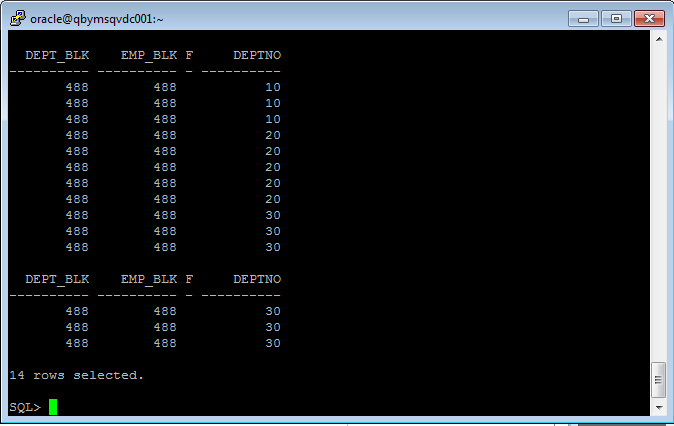 oracle@qbymsqvdc001:~
  DEPT_BLK    EMP_BLK F     DEPTNO
---------- ---------- - ----------
       488        488           10
       488        488           10
       488        488           10
       488        488           20
       488        488           20
       488        488           20
       488        488           20
       488        488           20
       488        488           30
       488        488           30
       488        488           30
  DEPT_BLK    EMP_BLK F     DEPTNO
---------- ---------- - ----------
       488        488           30
       488        488           30
       488        488           30
14 rows selected.
SQL>